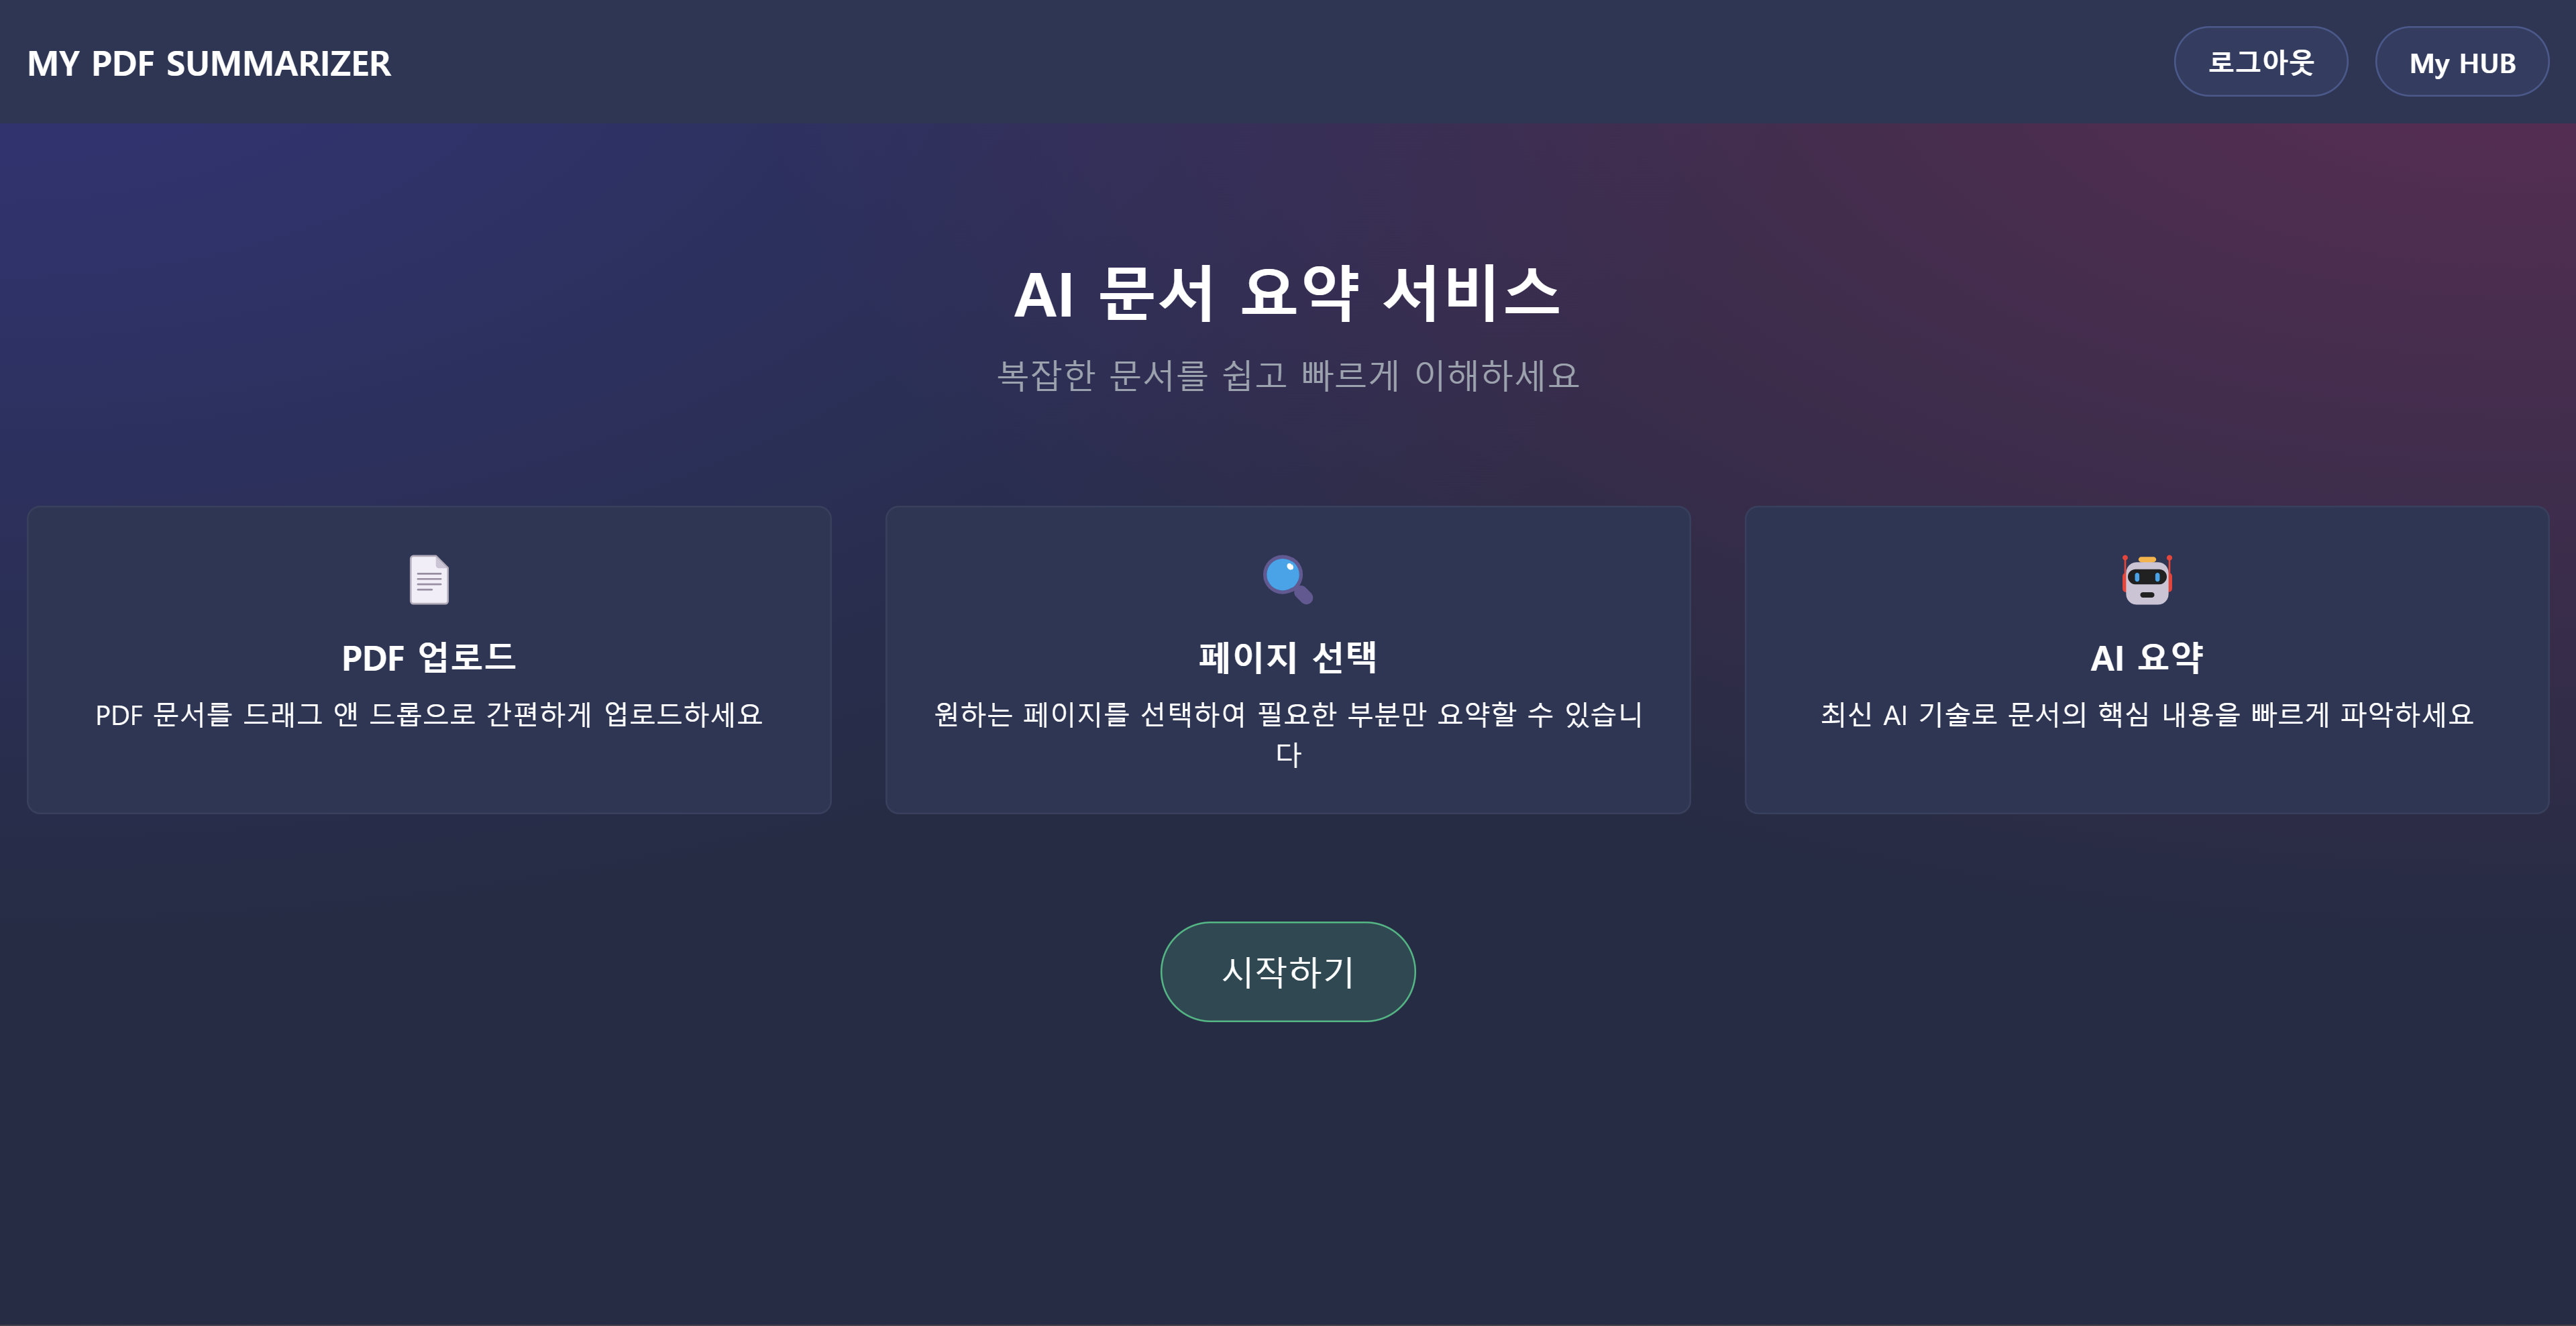 MY PDF SUMMARIZER
로그아웃
My HUB
AI 문서 요약 서비스
복잡한 문서를 쉽고 빠르게 이해하세요
PDF 업로드
PDF 문서를 드래그 앤 드롭으로 간편하게 업로드하세요
페이지 선택
원하는 페이지를 선택하여 필요한 부분만 요약할 수 있습니
다
AI 요약
최신 AI 기술로 문서의 핵심 내용을 빠르게 파악하세요
시작하기